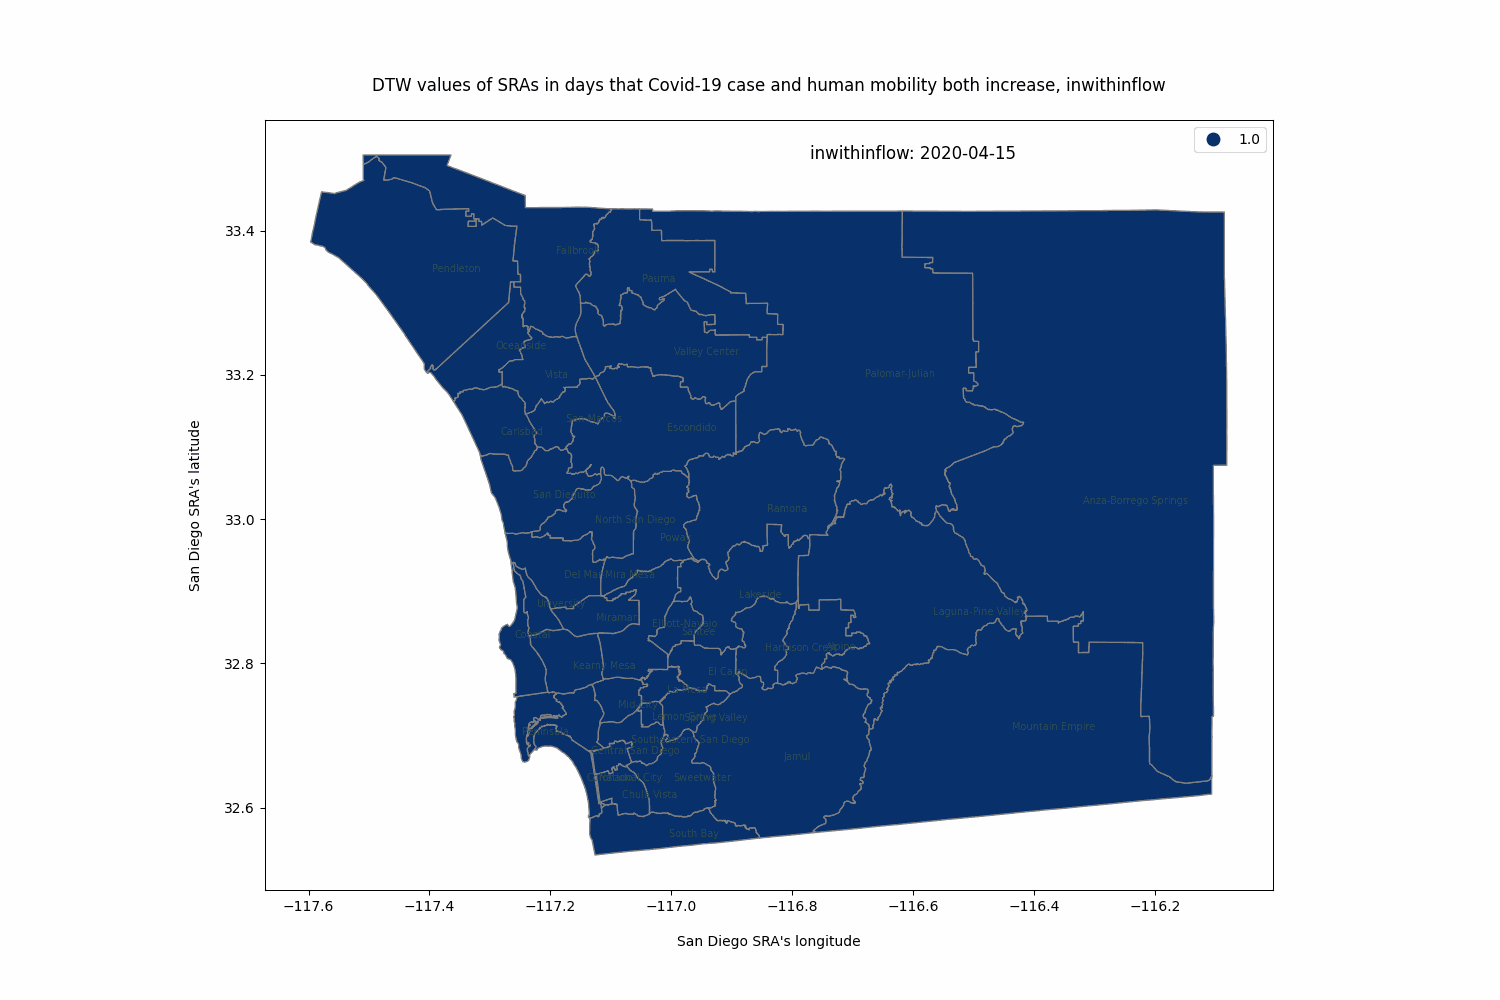 DTW values of SRAs in days that Covid-19 case and human mobility both increase, inwithinflow
inwithinflow: 2020-04-15
1.0
33.4
33.2
33.0
32.8
32.6
San Diego SRA's latitude
Pendleton
Fallbrook
Pauma
Oceanside
Valley Center
Vista
Palomar-Julian
San Marcos
Carlsbad
Escondido
San Dieguito
Anza-Borrego Springs
Ramona
North San Diego
Poway
Del Mar-Mira Mesa
Lakeside
University
Miramar
Laguna-Pine Valley
Elliott-Navajo
Santee
Coastal
Harbison Crest
Alpine
Kearny Mesa
El Cajon
La Mesa
Mid-City
Lemon Grove
Spring Valley
Mountain Empire
Peninsula
Southeastern San Diego
Central San Diego
Jamul
Coronado
National City
Sweetwater
Chula Vista
South Bay
−117.6
−117.4
−117.2
−117.0
−116.8
−116.6
−116.4
−116.2
San Diego SRA's longitude